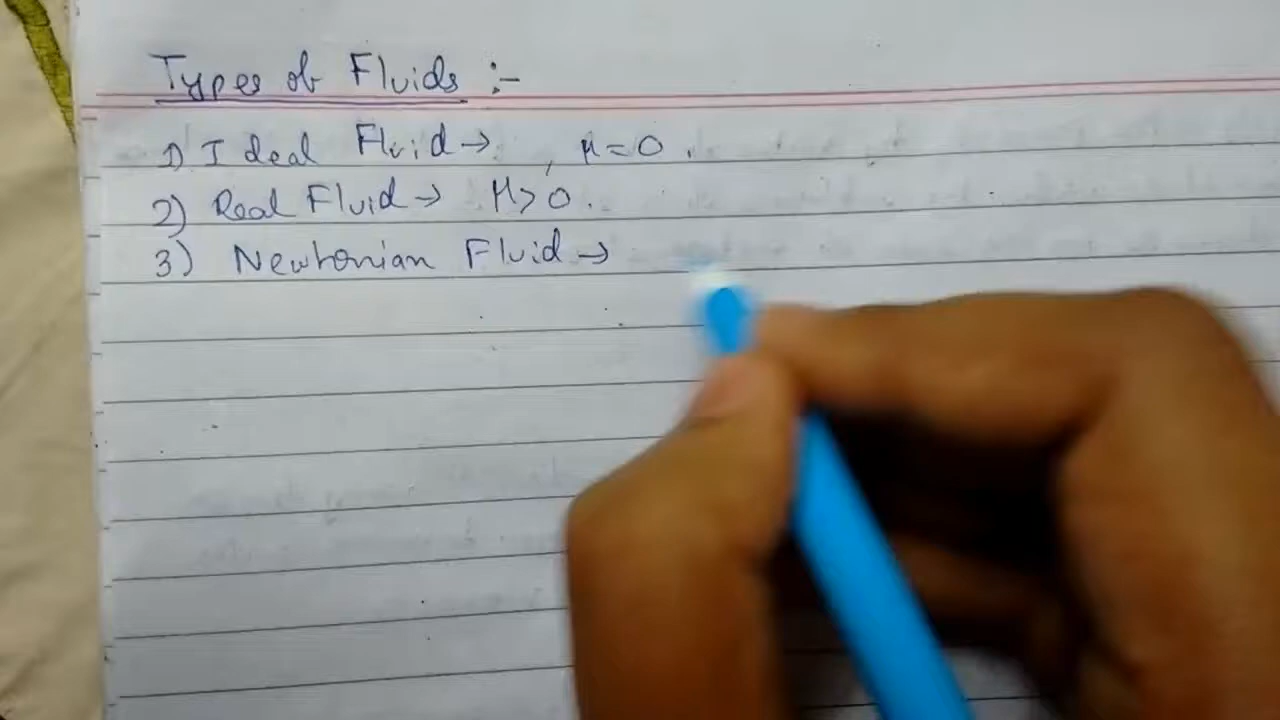 Types of Fluids :-
1) Ideal Fluid → , μ = 0 .
2) Real Fluid → μ > 0 .
3) Newtonian Fluid →